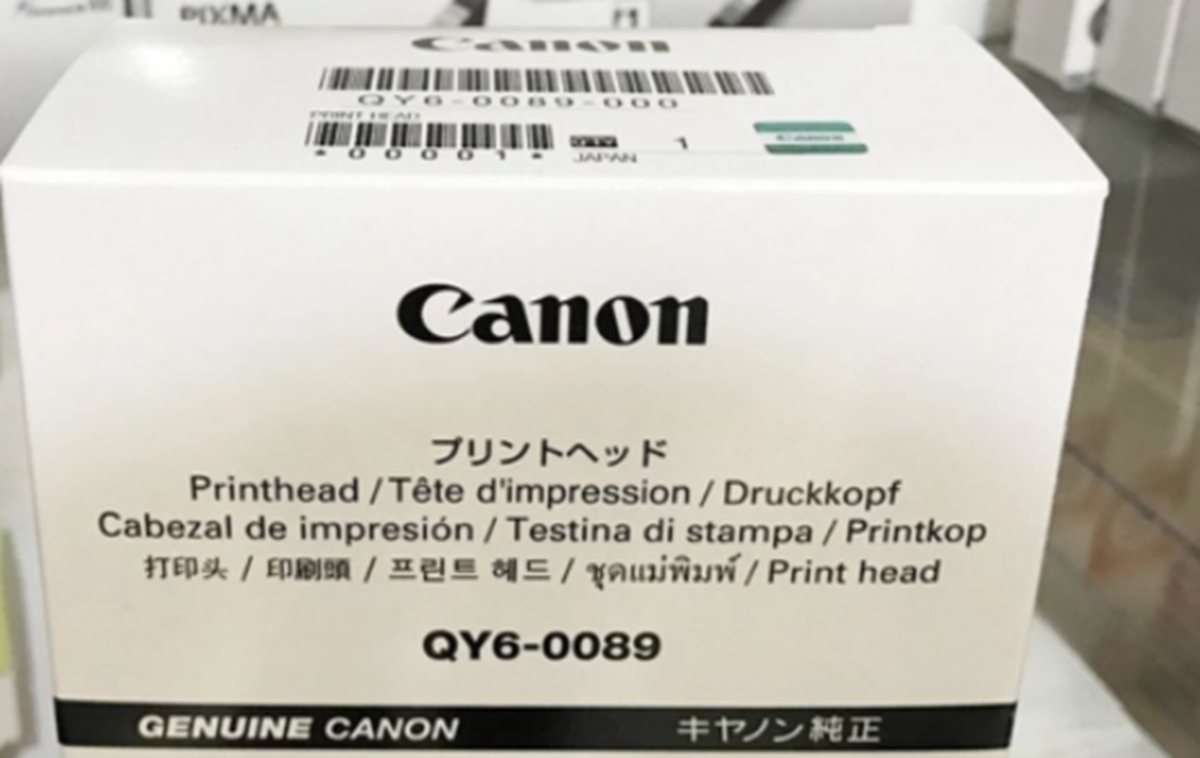 PIXMA
Canon
QY6-0089-000
PRINT HEAD
*00001* QTY 1
JAPAN
Canon
Canon
プリントヘッド
Printhead / Tête d'impression / Druckkopf
Cabezal de impresión / Testina di stampa / Printkop
打印头 / 印刷頭 / 프린트 헤드 / ชุดแม่พิมพ์ / Print head
QY6-0089
GENUINE CANON キヤノン純正